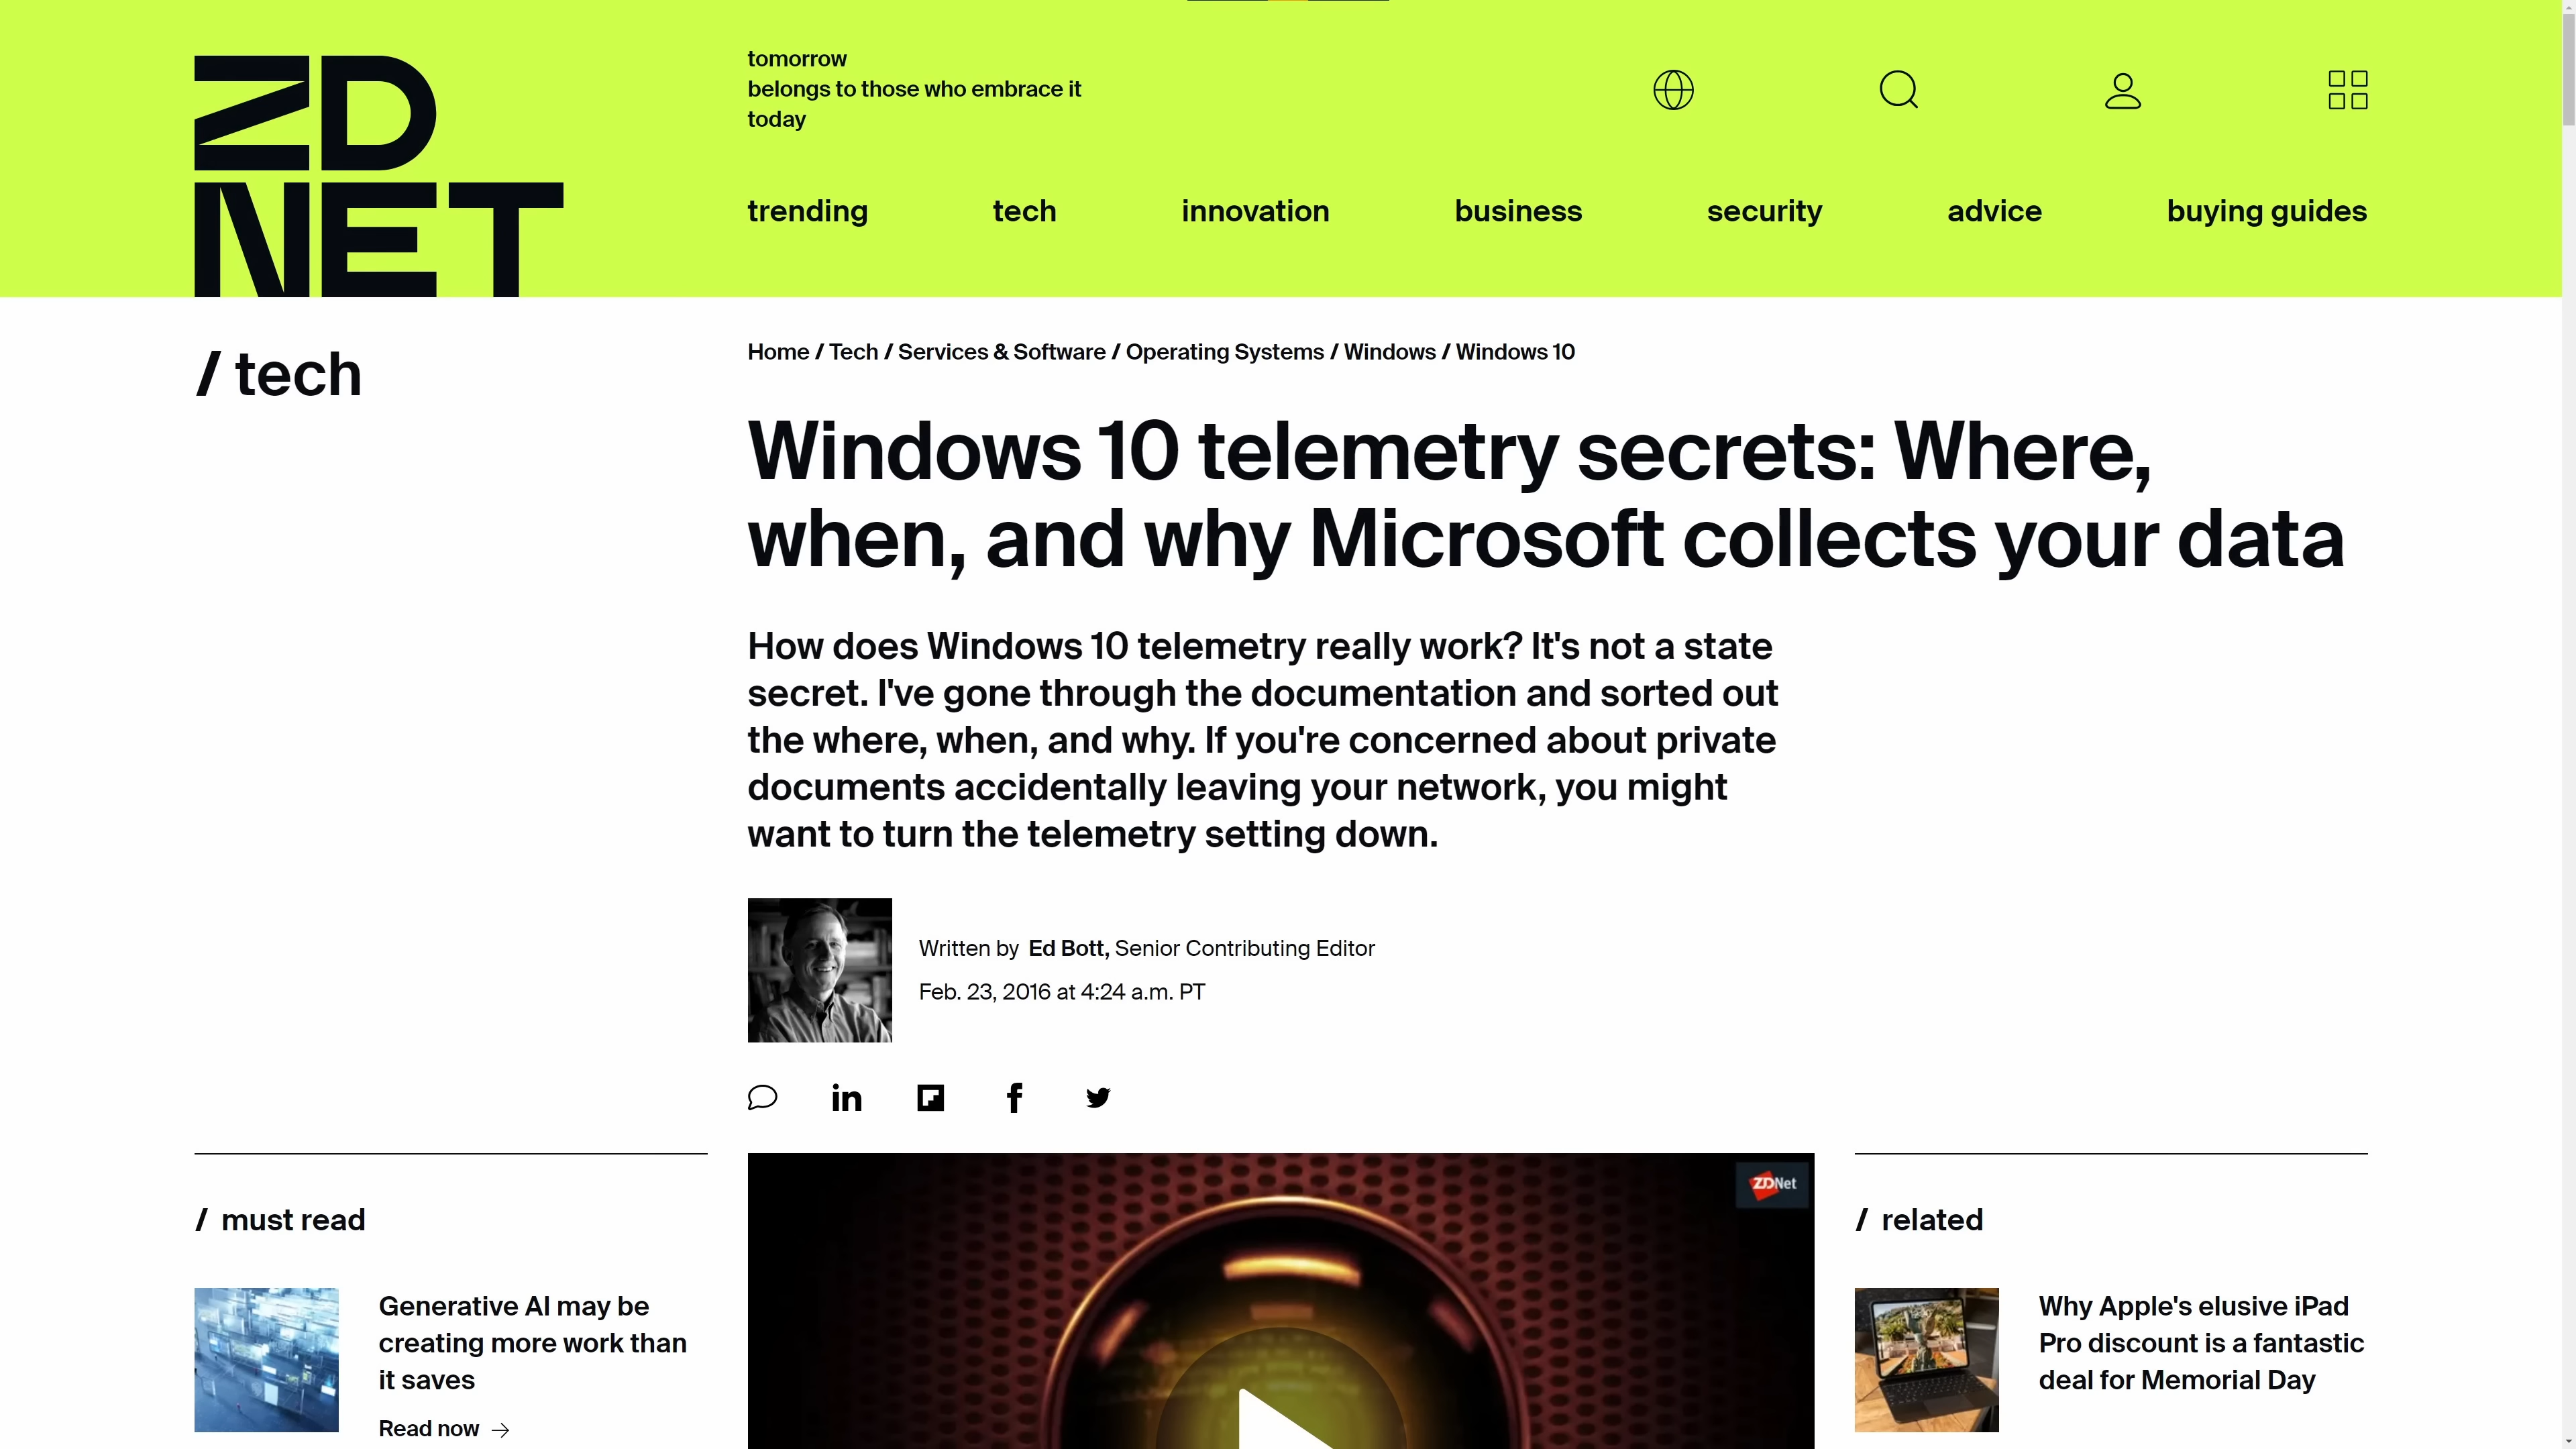 ZD
NET
tomorrow
belongs to those who embrace it
today
trending
tech
innovation
business
security
advice
buying guides
/ tech
Home / Tech / Services & Software / Operating Systems / Windows / Windows 10
Windows 10 telemetry secrets: Where,
when, and why Microsoft collects your data
How does Windows 10 telemetry really work? It's not a state
secret. I've gone through the documentation and sorted out
the where, when, and why. If you're concerned about private
documents accidentally leaving your network, you might
want to turn the telemetry setting down.
Written by Ed Bott, Senior Contributing Editor
Feb. 23, 2016 at 4:24 a.m. PT
/ must read
Generative AI may be
creating more work than
it saves
Read now
ZDNet
/ related
Why Apple's elusive iPad
Pro discount is a fantastic
deal for Memorial Day